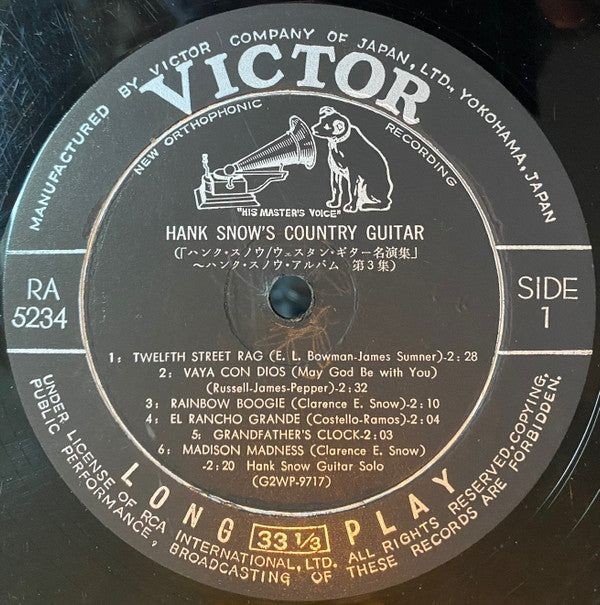 MANUFACTURED BY VICTOR COMPANY OF JAPAN, LTD., YOKOHAMA, JAPAN
VICTOR
NEW ORTHOPHONIC RECORDING
"HIS MASTER'S VOICE"
HANK SNOW'S COUNTRY GUITAR
(「ハンク・スノウ/ウェスタン・ギター名演集」
~ハンク・スノウ・アルバム 第3集)
RA
5234
SIDE
1
1: TWELFTH STREET RAG (E. L. Bowman-James Sumner)-2: 28
2: VAYA CON DIOS (May God Be with You)
(Russell-James-Pepper)-2: 32
3: RAINBOW BOOGIE (Clarence E. Snow)-2: 10
4: EL RANCHO GRANDE (Costello-Ramos)-2: 04
5: GRANDFATHER'S CLOCK-2: 03
6: MADISON MADNESS (Clarence E. Snow)
-2: 20 Hank Snow Guitar Solo
(G2WP-9717)
LONG 33 1/3 PLAY
UNDER LICENSE OF RCA INTERNATIONAL, LTD. ALL RIGHTS RESERVED. COPYING,
PUBLIC PERFORMANCE, BROADCASTING OF THESE RECORDS ARE FORBIDDEN.